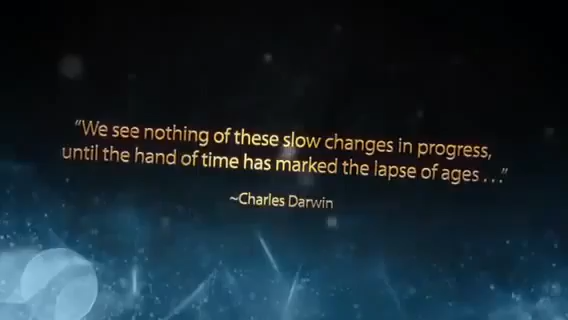 “We see nothing of these slow changes in progress,
until the hand of time has marked the lapse of ages . . .”
~Charles Darwin